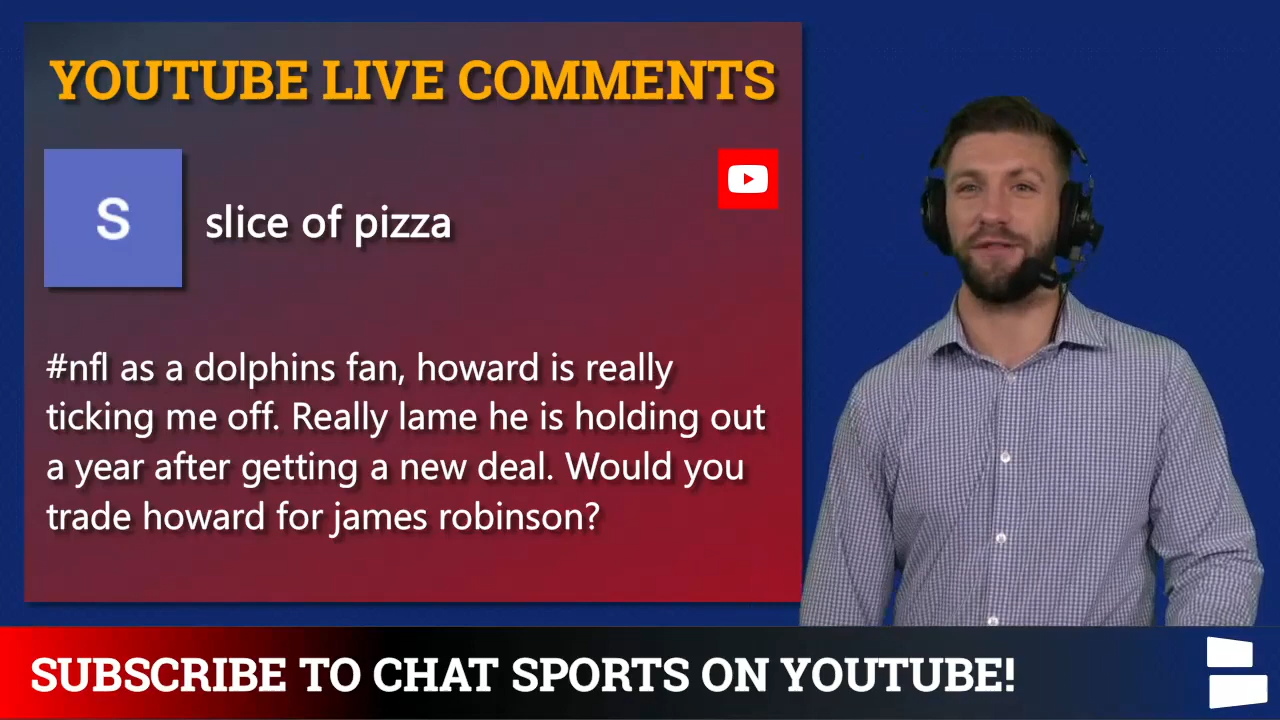 YOUTUBE LIVE COMMENTS
S
slice of pizza
#nfl as a dolphins fan, howard is really
ticking me off. Really lame he is holding out
a year after getting a new deal. Would you
trade howard for james robinson?
SUBSCRIBE TO CHAT SPORTS ON YOUTUBE!